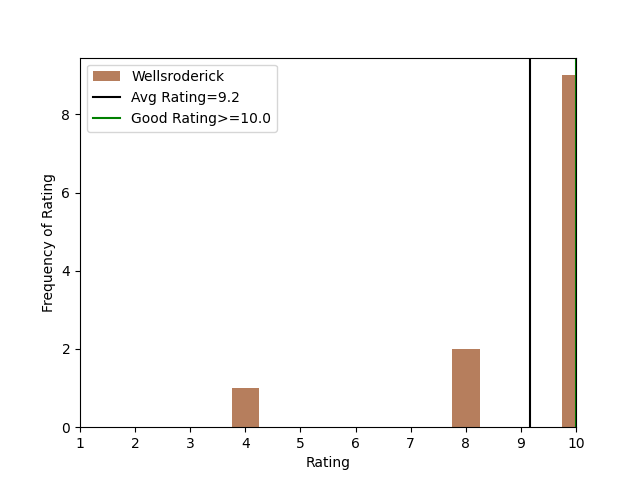 Wellsroderick
Avg Rating=9.2
Good Rating>=10.0
Frequency of Rating
8
6
4
2
0
1 2 3 4 5 6 7 8 9 10
Rating